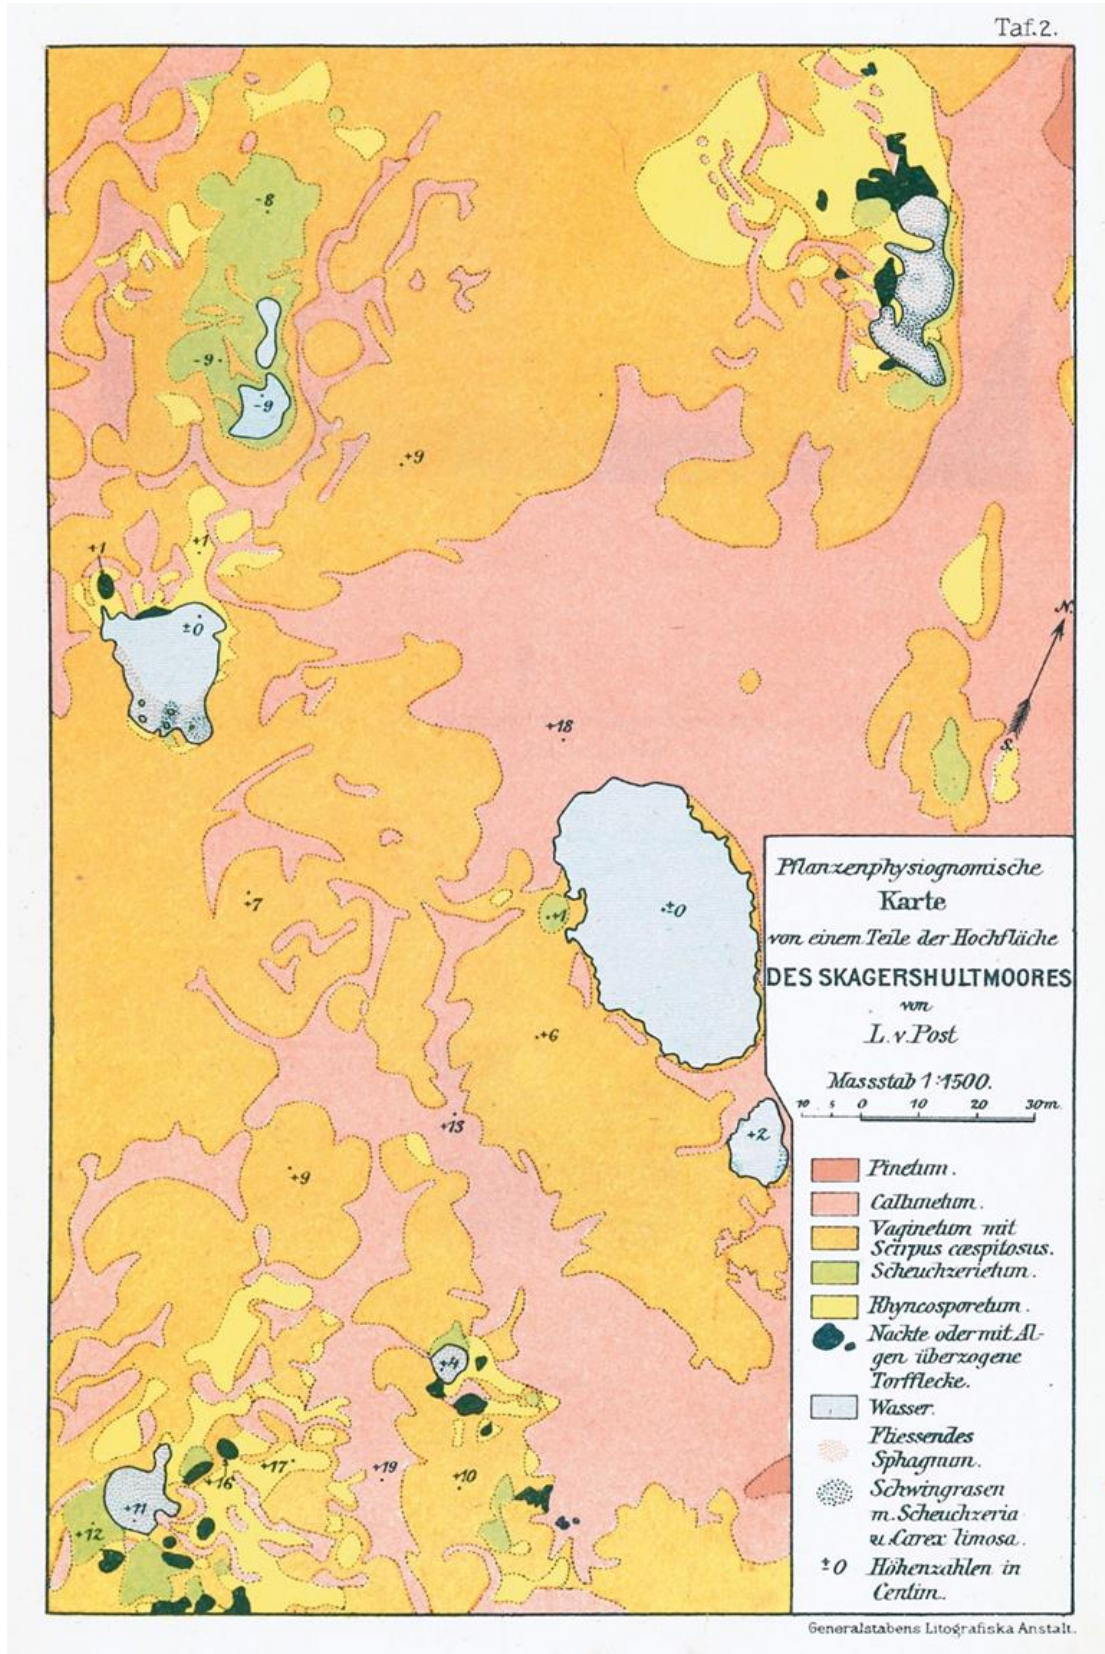 Taf.2.
-8
-9
-9
+9
+1
+1
±0
N.
S.
+18
±0
+1
+7
+6
+13
+2
+9
+4
+17
+16
+19
+10
+11
+12
Pflanzenphysiognomische
Karte
von einem Teile der Hochfläche
DES SKAGERSHULTMOORES
von
L. v. Post
Massstab 1:1500.
10 5 0 10 20 30m.
Pinetum.
Callunetum.
Vaginetum mit
Scirpus cæspitosus.
Scheuchzerietum.
Rhyncosporetum.
Nackte oder mit Al-
gen überzogene
Torfflecke.
Wasser.
Fliessendes
Sphagnum.
Schwingrasen
m. Scheuchzeria
u. Carex limosa.
±0 Höhenzahlen in
Centim.
Generalstabens Litografiska Anstalt.